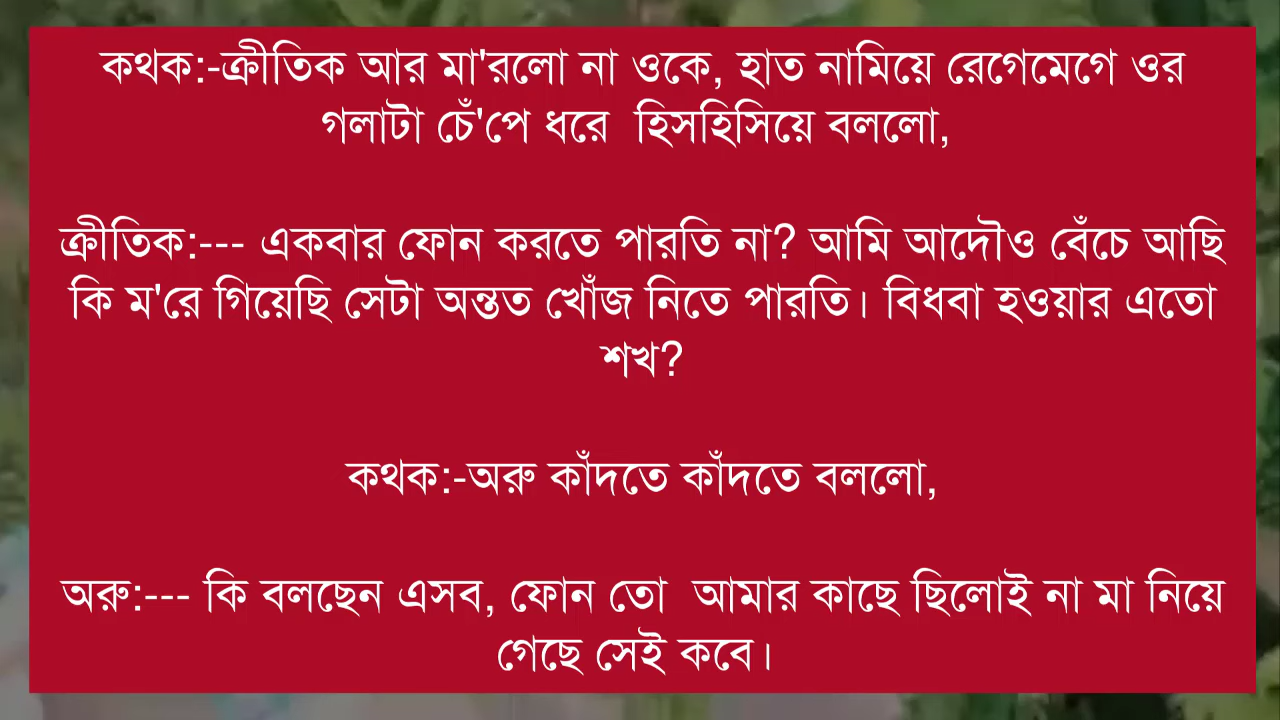 কথক:-ক্রীতিক আর মা'রলো না ওকে, হাত নামিয়ে রেগেমেগে ওর
গলাটা চেঁ'পে ধরে  হিসহিসিয়ে বললো,
ক্রীতিক:--- একবার ফোন করতে পারতি না? আমি আদৌও বেঁচে আছি
কি ম'রে গিয়েছি সেটা অন্তত খোঁজ নিতে পারতি। বিধবা হওয়ার এতো
শখ?
কথক:-অরু কাঁদতে কাঁদতে বললো,
অরু:--- কি বলছেন এসব, ফোন তো  আমার কাছে ছিলোই না মা নিয়ে
গেছে সেই কবে।